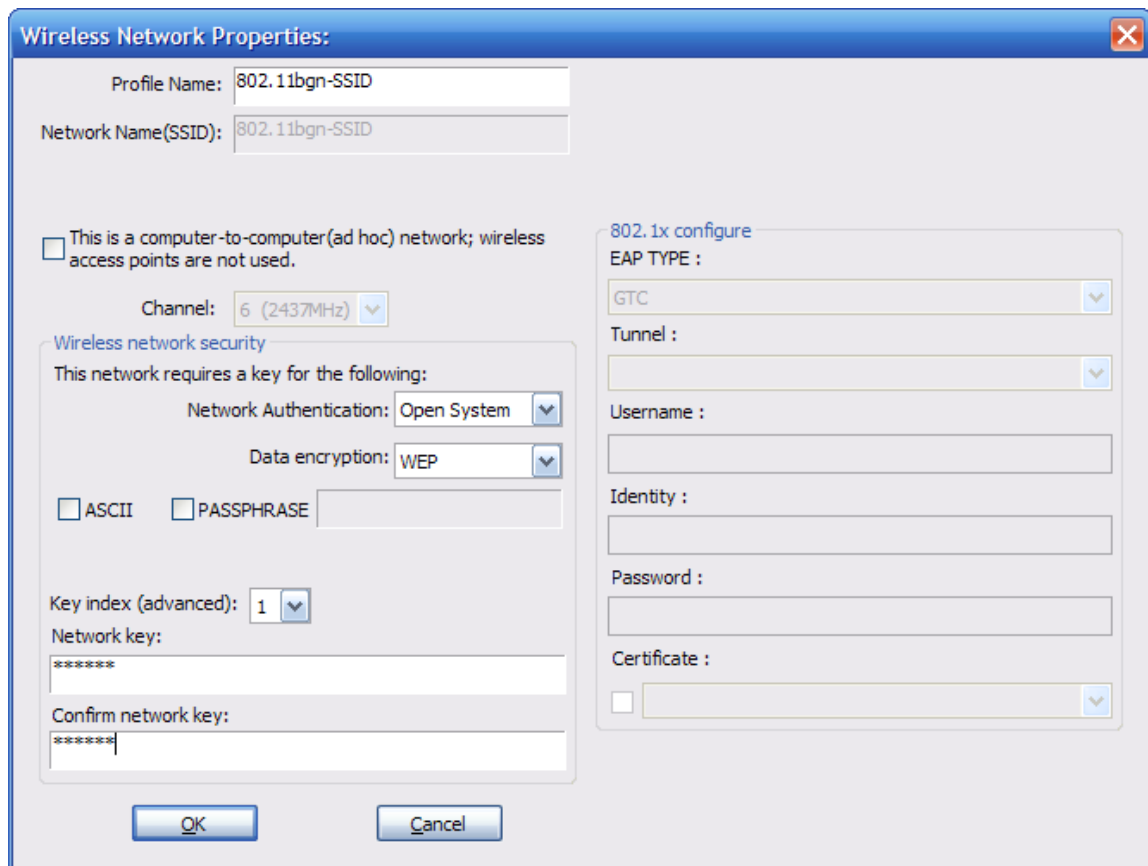 Wireless Network Properties:
Profile Name: 802.11bgn-SSID
Network Name(SSID): 802.11bgn-SSID
This is a computer-to-computer(ad hoc) network; wireless
access points are not used.
Channel: 6 (2437MHz)
Wireless network security
This network requires a key for the following:
Network Authentication: Open System
Data encryption: WEP
ASCII PASSPHRASE
Key index (advanced): 1
Network key:
******
Confirm network key:
******
OK Cancel
802.1x configure
EAP TYPE :
GTC
Tunnel :
Username :
Identity :
Password :
Certificate :